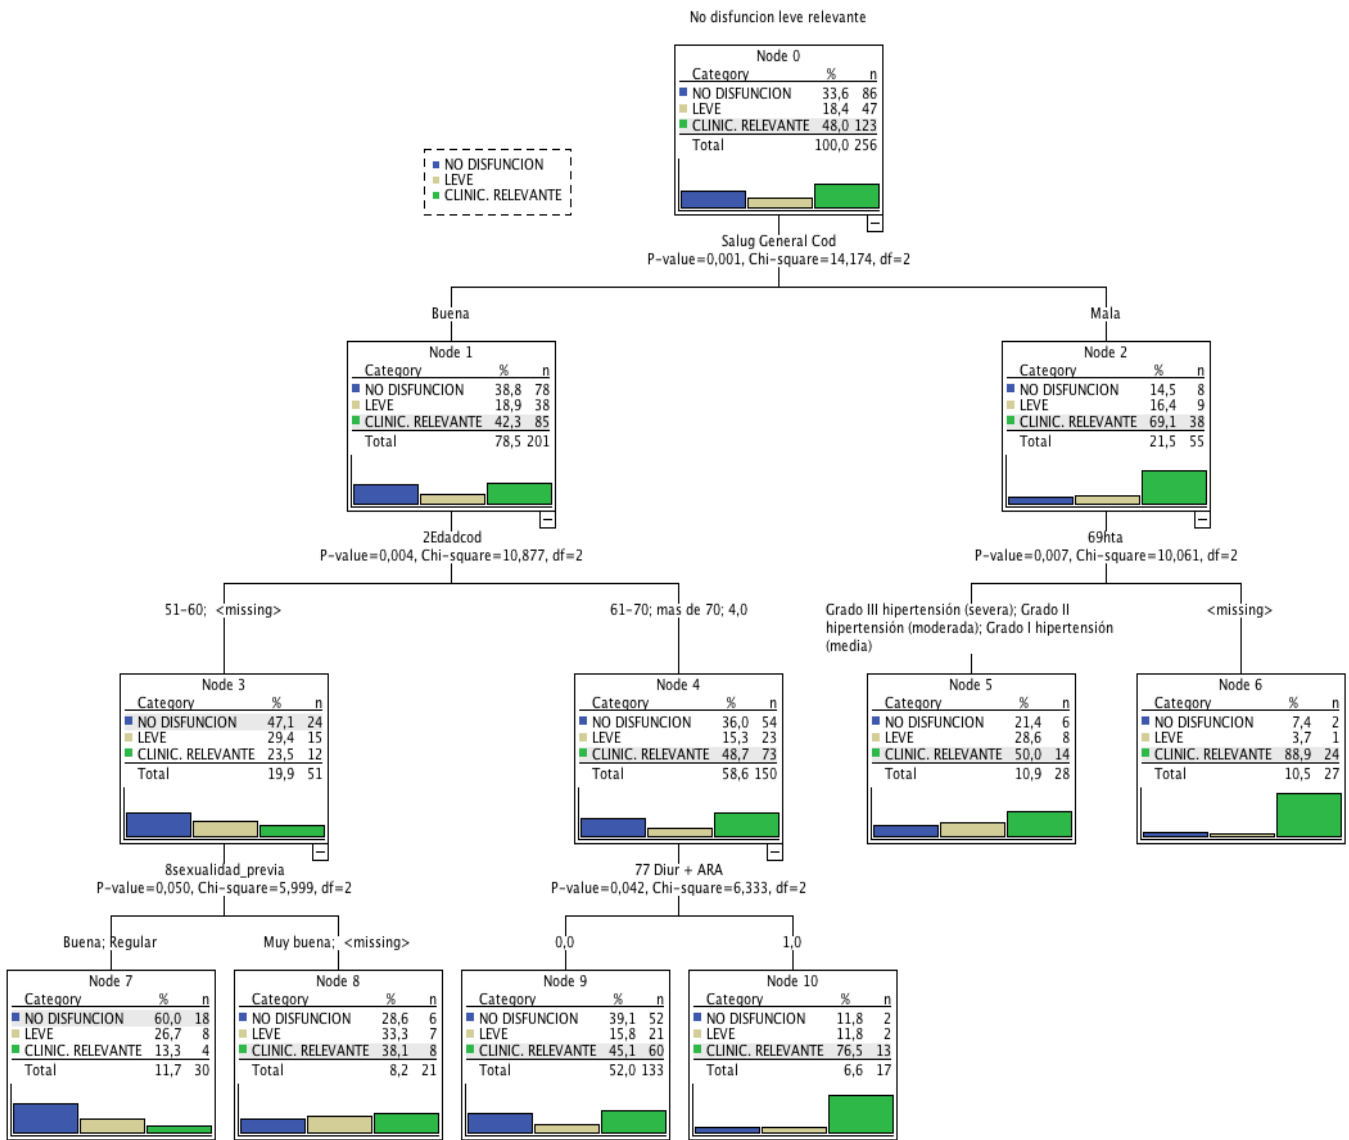 No disfuncion leve relevante
Node 0
Category % n
NO DISFUNCION 33,6 86
LEVE 18,4 47
CLINIC. RELEVANTE 48,0 123
Total 100,0 256
NO DISFUNCION
LEVE
CLINIC. RELEVANTE
Salug General Cod
P-value=0,001, Chi-square=14,174, df=2
Buena
Mala
Node 1
Category % n
NO DISFUNCION 38,8 78
LEVE 18,9 38
CLINIC. RELEVANTE 42,3 85
Total 78,5 201
Node 2
Category % n
NO DISFUNCION 14,5 8
LEVE 16,4 9
CLINIC. RELEVANTE 69,1 38
Total 21,5 55
2Edadcod
P-value=0,004, Chi-square=10,877, df=2
69hta
P-value=0,007, Chi-square=10,061, df=2
51-60; <missing>
61-70; mas de 70; 4,0
Grado III hipertensión (severa); Grado II
hipertensión (moderada); Grado I hipertensión
(media)
<missing>
Node 3
Category % n
NO DISFUNCION 47,1 24
LEVE 29,4 15
CLINIC. RELEVANTE 23,5 12
Total 19,9 51
Node 4
Category % n
NO DISFUNCION 36,0 54
LEVE 15,3 23
CLINIC. RELEVANTE 48,7 73
Total 58,6 150
Node 5
Category % n
NO DISFUNCION 21,4 6
LEVE 28,6 8
CLINIC. RELEVANTE 50,0 14
Total 10,9 28
Node 6
Category % n
NO DISFUNCION 7,4 2
LEVE 3,7 1
CLINIC. RELEVANTE 88,9 24
Total 10,5 27
8sexualidad_previa
P-value=0,050, Chi-square=5,999, df=2
77 Diur + ARA
P-value=0,042, Chi-square=6,333, df=2
Buena; Regular
Muy buena; <missing>
0,0
1,0
Node 7
Category % n
NO DISFUNCION 60,0 18
LEVE 26,7 8
CLINIC. RELEVANTE 13,3 4
Total 11,7 30
Node 8
Category % n
NO DISFUNCION 28,6 6
LEVE 33,3 7
CLINIC. RELEVANTE 38,1 8
Total 8,2 21
Node 9
Category % n
NO DISFUNCION 39,1 52
LEVE 15,8 21
CLINIC. RELEVANTE 45,1 60
Total 52,0 133
Node 10
Category % n
NO DISFUNCION 11,8 2
LEVE 11,8 2
CLINIC. RELEVANTE 76,5 13
Total 6,6 17